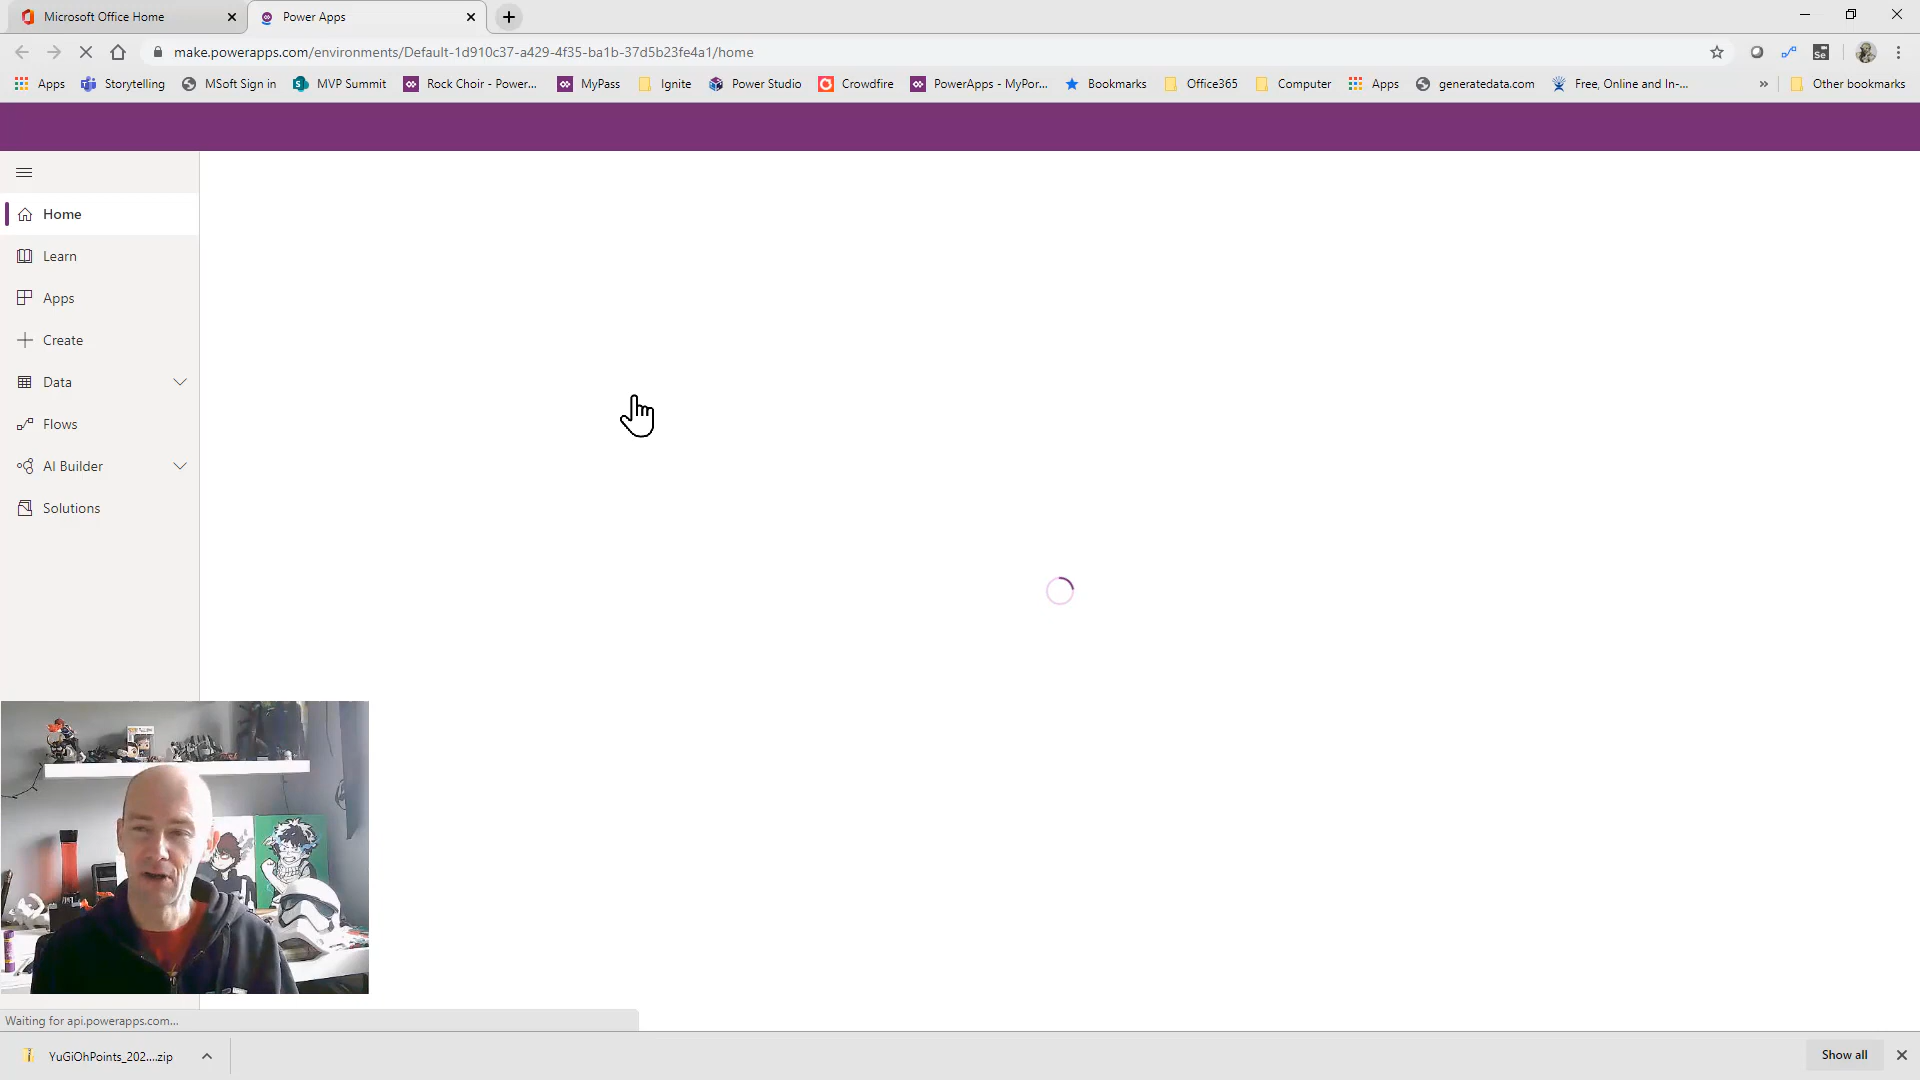 Microsoft Office Home
Power Apps
make.powerapps.com/environments/Default-1d910c37-a429-4f35-ba1b-37d5b23fe4a1/home
Apps
Storytelling
MSoft Sign in
MVP Summit
Rock Choir - Power...
MyPass
Ignite
Power Studio
Crowdfire
PowerApps - MyPor...
Bookmarks
Office365
Computer
Apps
generatedata.com
Free, Online and In-...
»
Other bookmarks
Home
Learn
Apps
Create
Data
Flows
AI Builder
Solutions
Waiting for api.powerapps.com...
YuGiOhPoints_202....zip
Show all